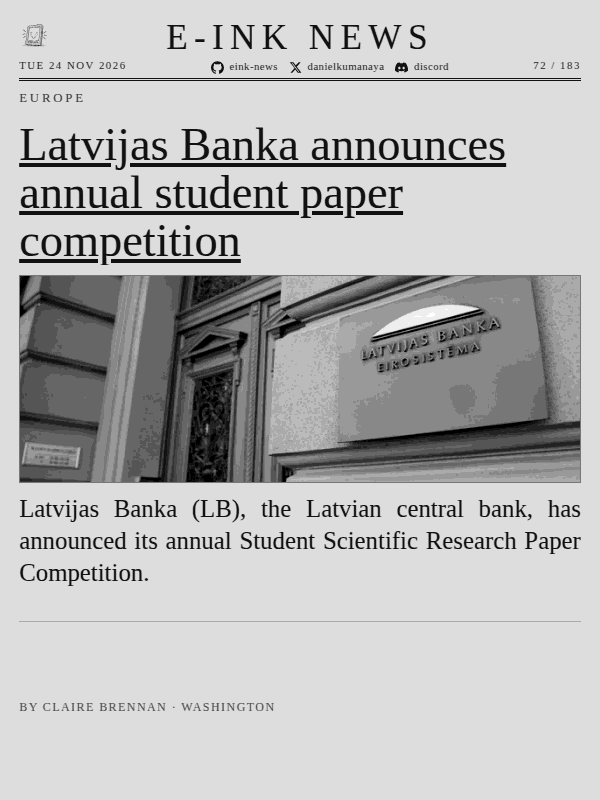 E-INK NEWS
TUE 24 NOV 2026
eink-news danielkumanaya discord
72 / 183
EUROPE
Latvijas Banka announces
annual student paper
competition
LATVIJAS BANKA
EIROSISTĒMA
Latvijas Banka (LB), the Latvian central bank, has
announced its annual Student Scientific Research Paper
Competition.
BY CLAIRE BRENNAN · WASHINGTON